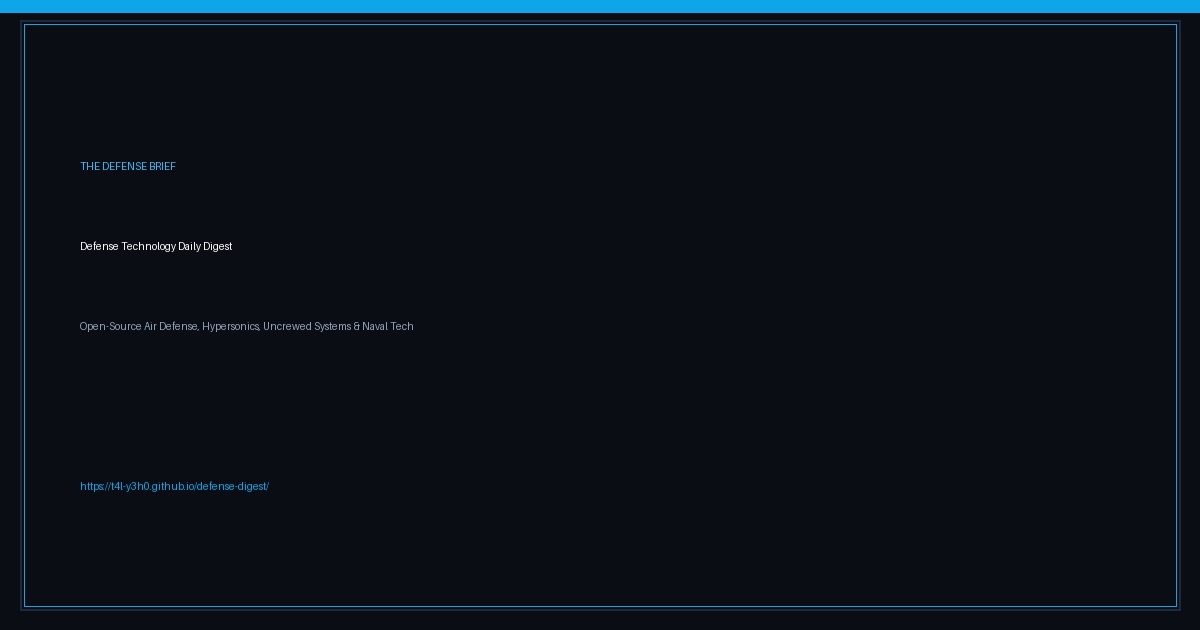 THE DEFENSE BRIEF
Defense Technology Daily Digest
Open-Source Air Defense, Hypersonics, Uncrewed Systems & Naval Tech
https://t4l-y3h0.github.io/defense-digest/